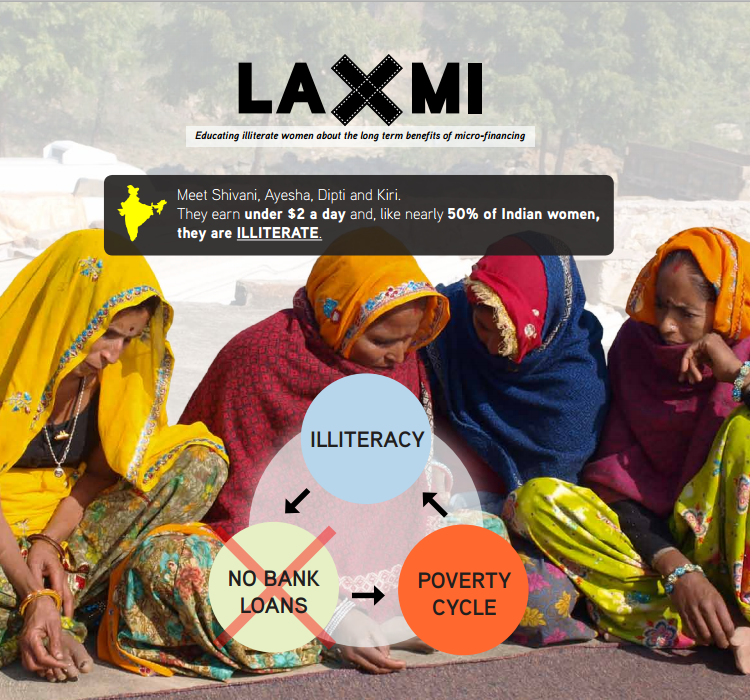 LAXMI
Educating illiterate women about the long term benefits of micro-financing
Meet Shivani, Ayesha, Dipti and Kiri.
They earn under $2 a day and, like nearly 50% of Indian women,
they are ILLITERATE.
ILLITERACY
NO BANK
LOANS
POVERTY
CYCLE